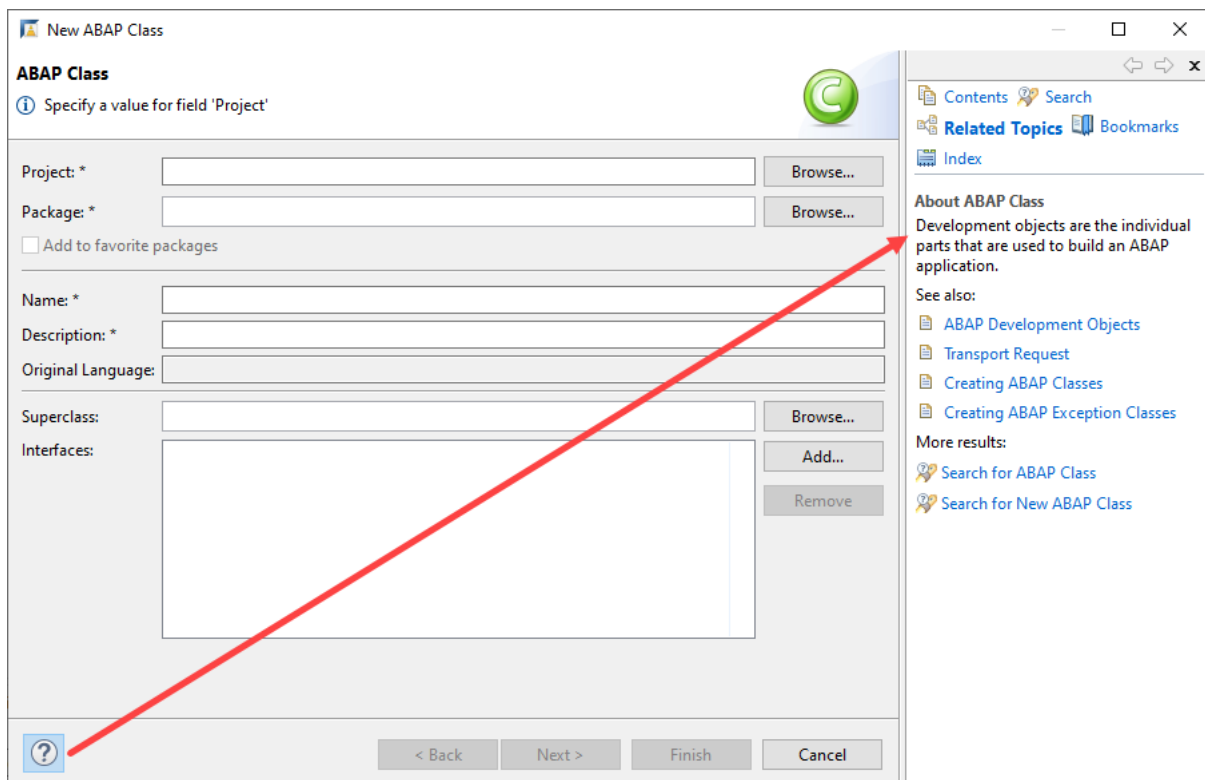 New ABAP Class
ABAP Class
Specify a value for field 'Project'
Project: *
Browse...
Package: *
Browse...
Add to favorite packages
Name: *
Description: *
Original Language:
Superclass:
Browse...
Interfaces:
Add...
Remove
?
< Back
Next >
Finish
Cancel
Contents Search
Related Topics Bookmarks
Index
About ABAP Class
Development objects are the individual
parts that are used to build an ABAP
application.
See also:
ABAP Development Objects
Transport Request
Creating ABAP Classes
Creating ABAP Exception Classes
More results:
Search for ABAP Class
Search for New ABAP Class